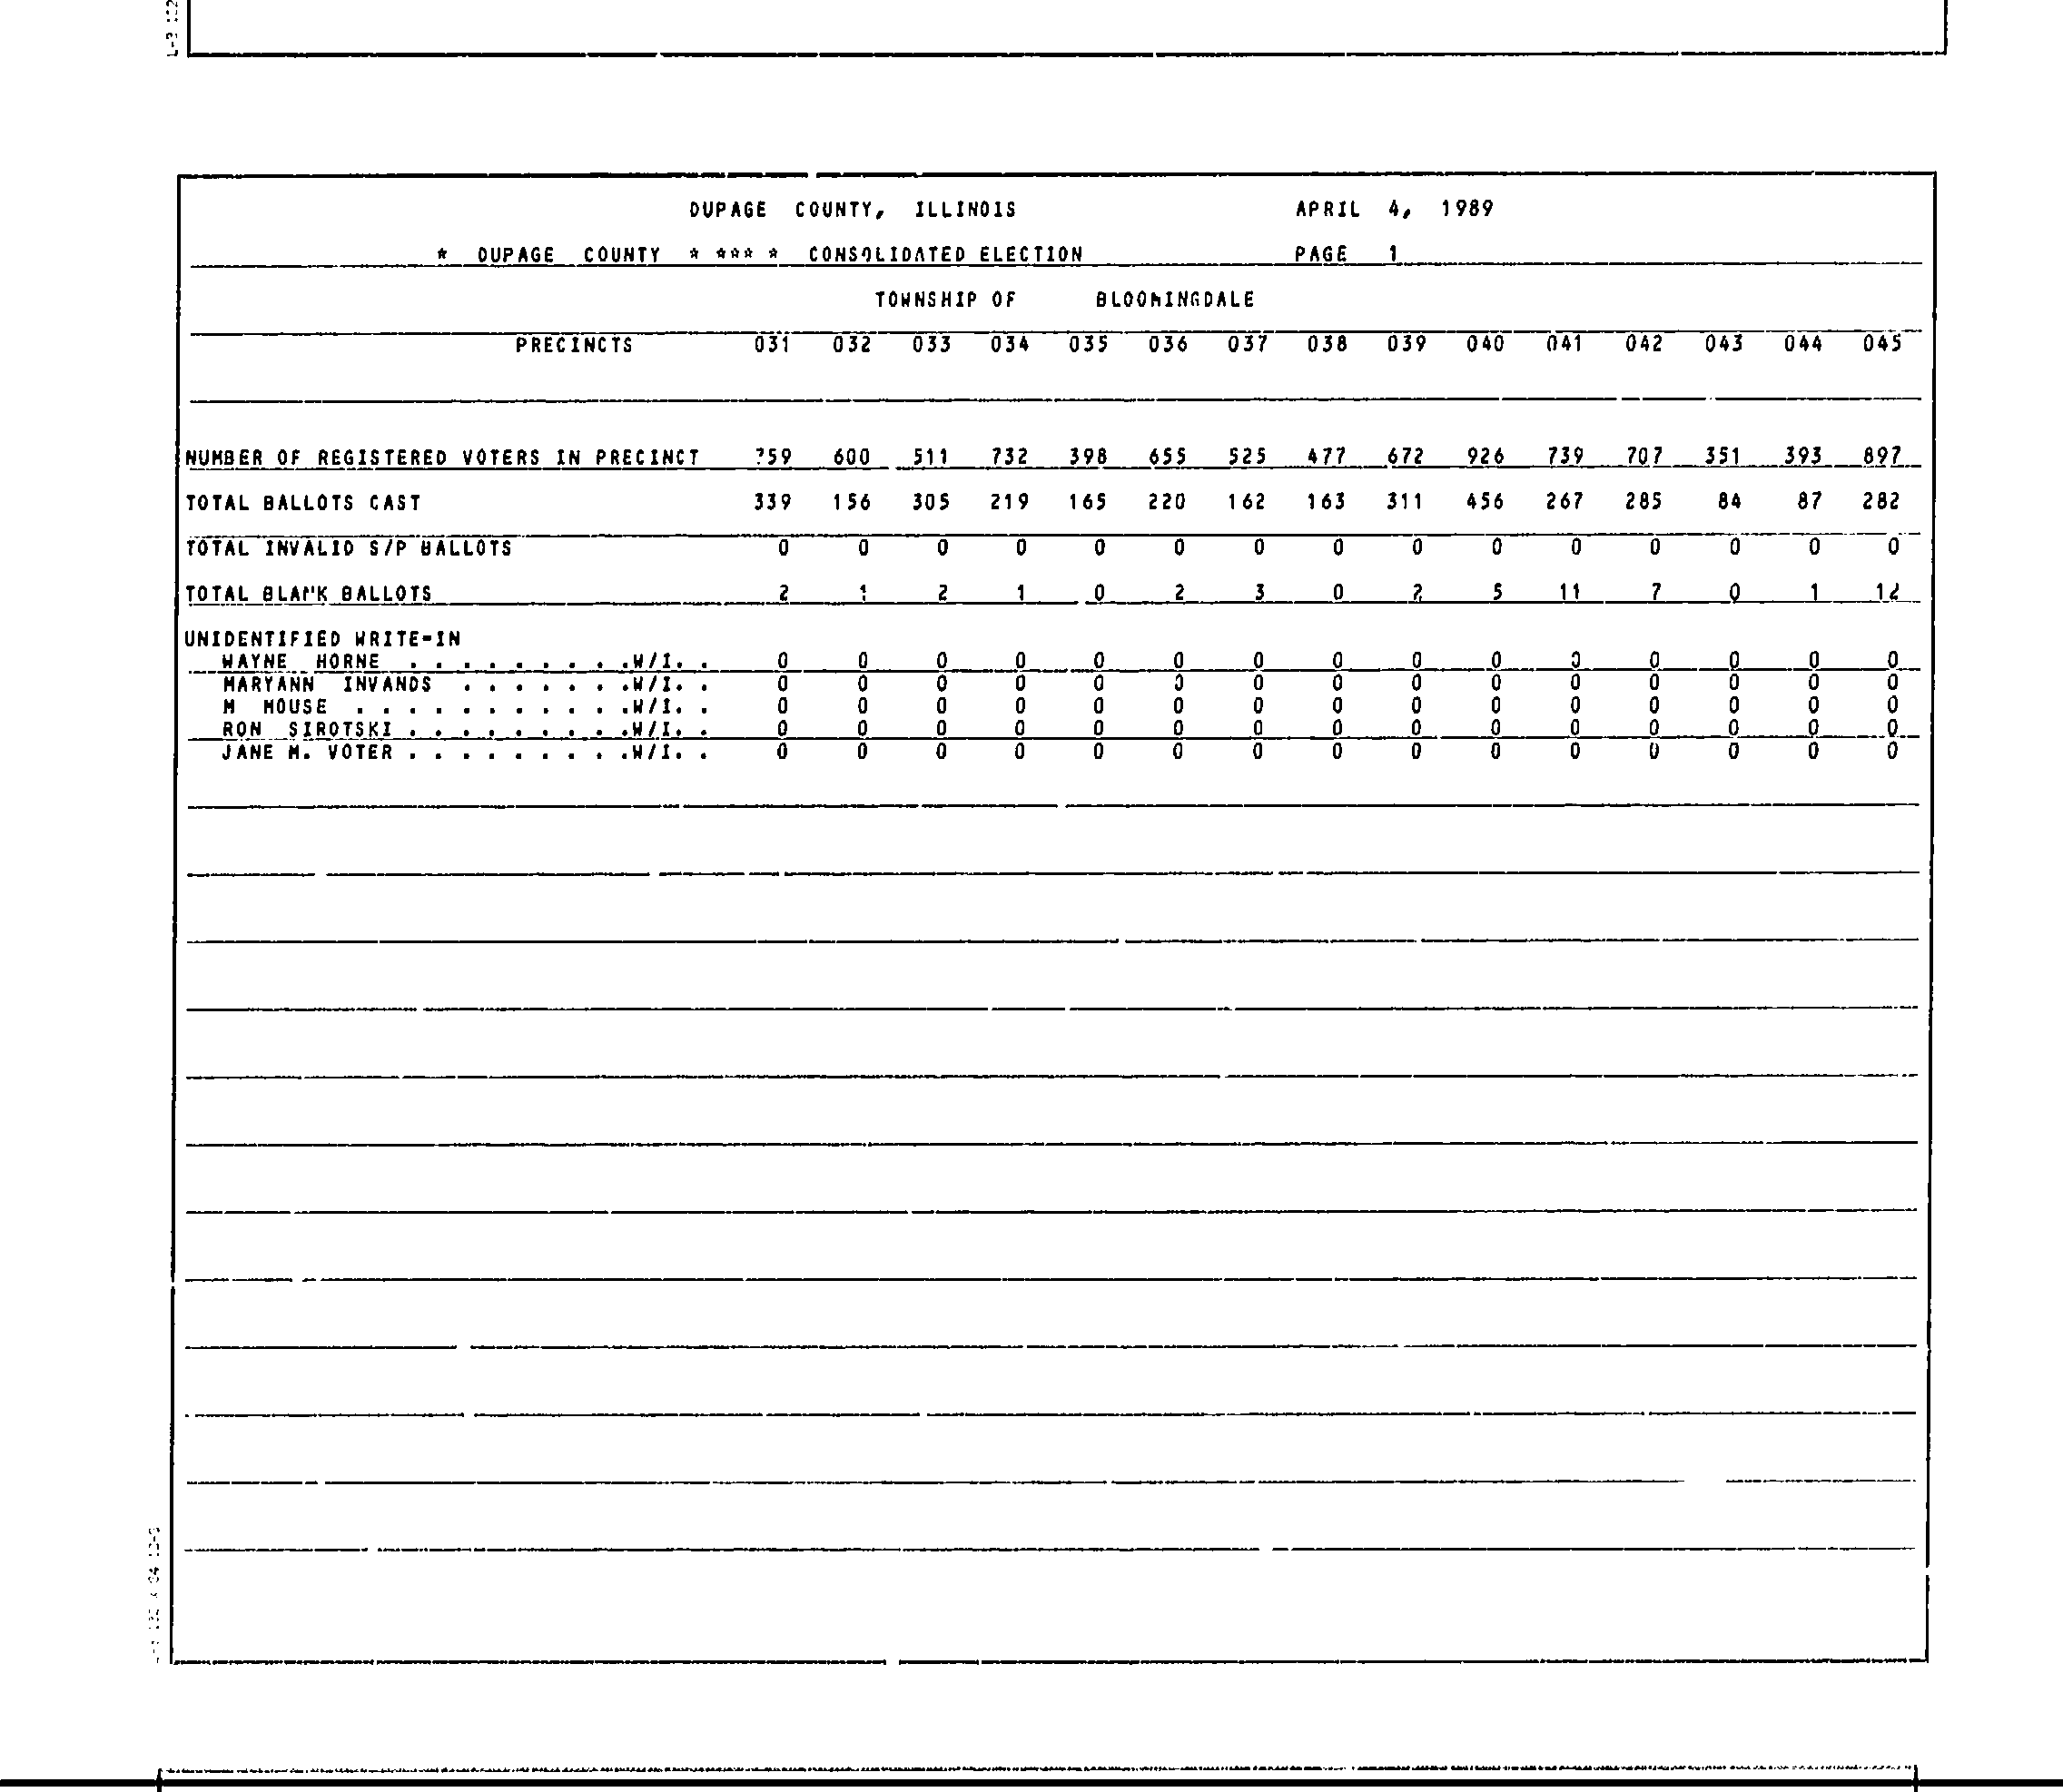 DUPAGE COUNTY, ILLINOIS APRIL 4, 1989
* DUPAGE COUNTY * *** * CONSOLIDATED ELECTION PAGE 1
TOWNSHIP OF BLOOMINGDALE
PRECINCTS 031 032 033 034 035 036 037 038 039 040 041 042 043 044 045
NUMBER OF REGISTERED VOTERS IN PRECINCT 759 600 511 732 398 655 525 477 672 926 739 707 351 393 897
TOTAL BALLOTS CAST 339 156 305 219 165 220 162 163 311 456 267 285 84 87 282
TOTAL INVALID S/P BALLOTS 0 0 0 0 0 0 0 0 0 0 0 0 0 0 0
TOTAL BLANK BALLOTS 2 1 2 1 0 2 3 0 2 5 11 7 0 1 12
UNIDENTIFIED WRITE-IN
WAYNE HORNE . . . . . . . . .W/I. . 0 0 0 0 0 0 0 0 0 0 0 0 0 0 0
MARYANN INVANDS . . . . . . .W/I. . 0 0 0 0 0 0 0 0 0 0 0 0 0 0 0
M MOUSE . . . . . . . . . . .W/I. . 0 0 0 0 0 0 0 0 0 0 0 0 0 0 0
RON SIROTSKI . . . . . . . . .W/I. . 0 0 0 0 0 0 0 0 0 0 0 0 0 0 0
JANE M. VOTER . . . . . . . . .W/I. . 0 0 0 0 0 0 0 0 0 0 0 0 0 0 0